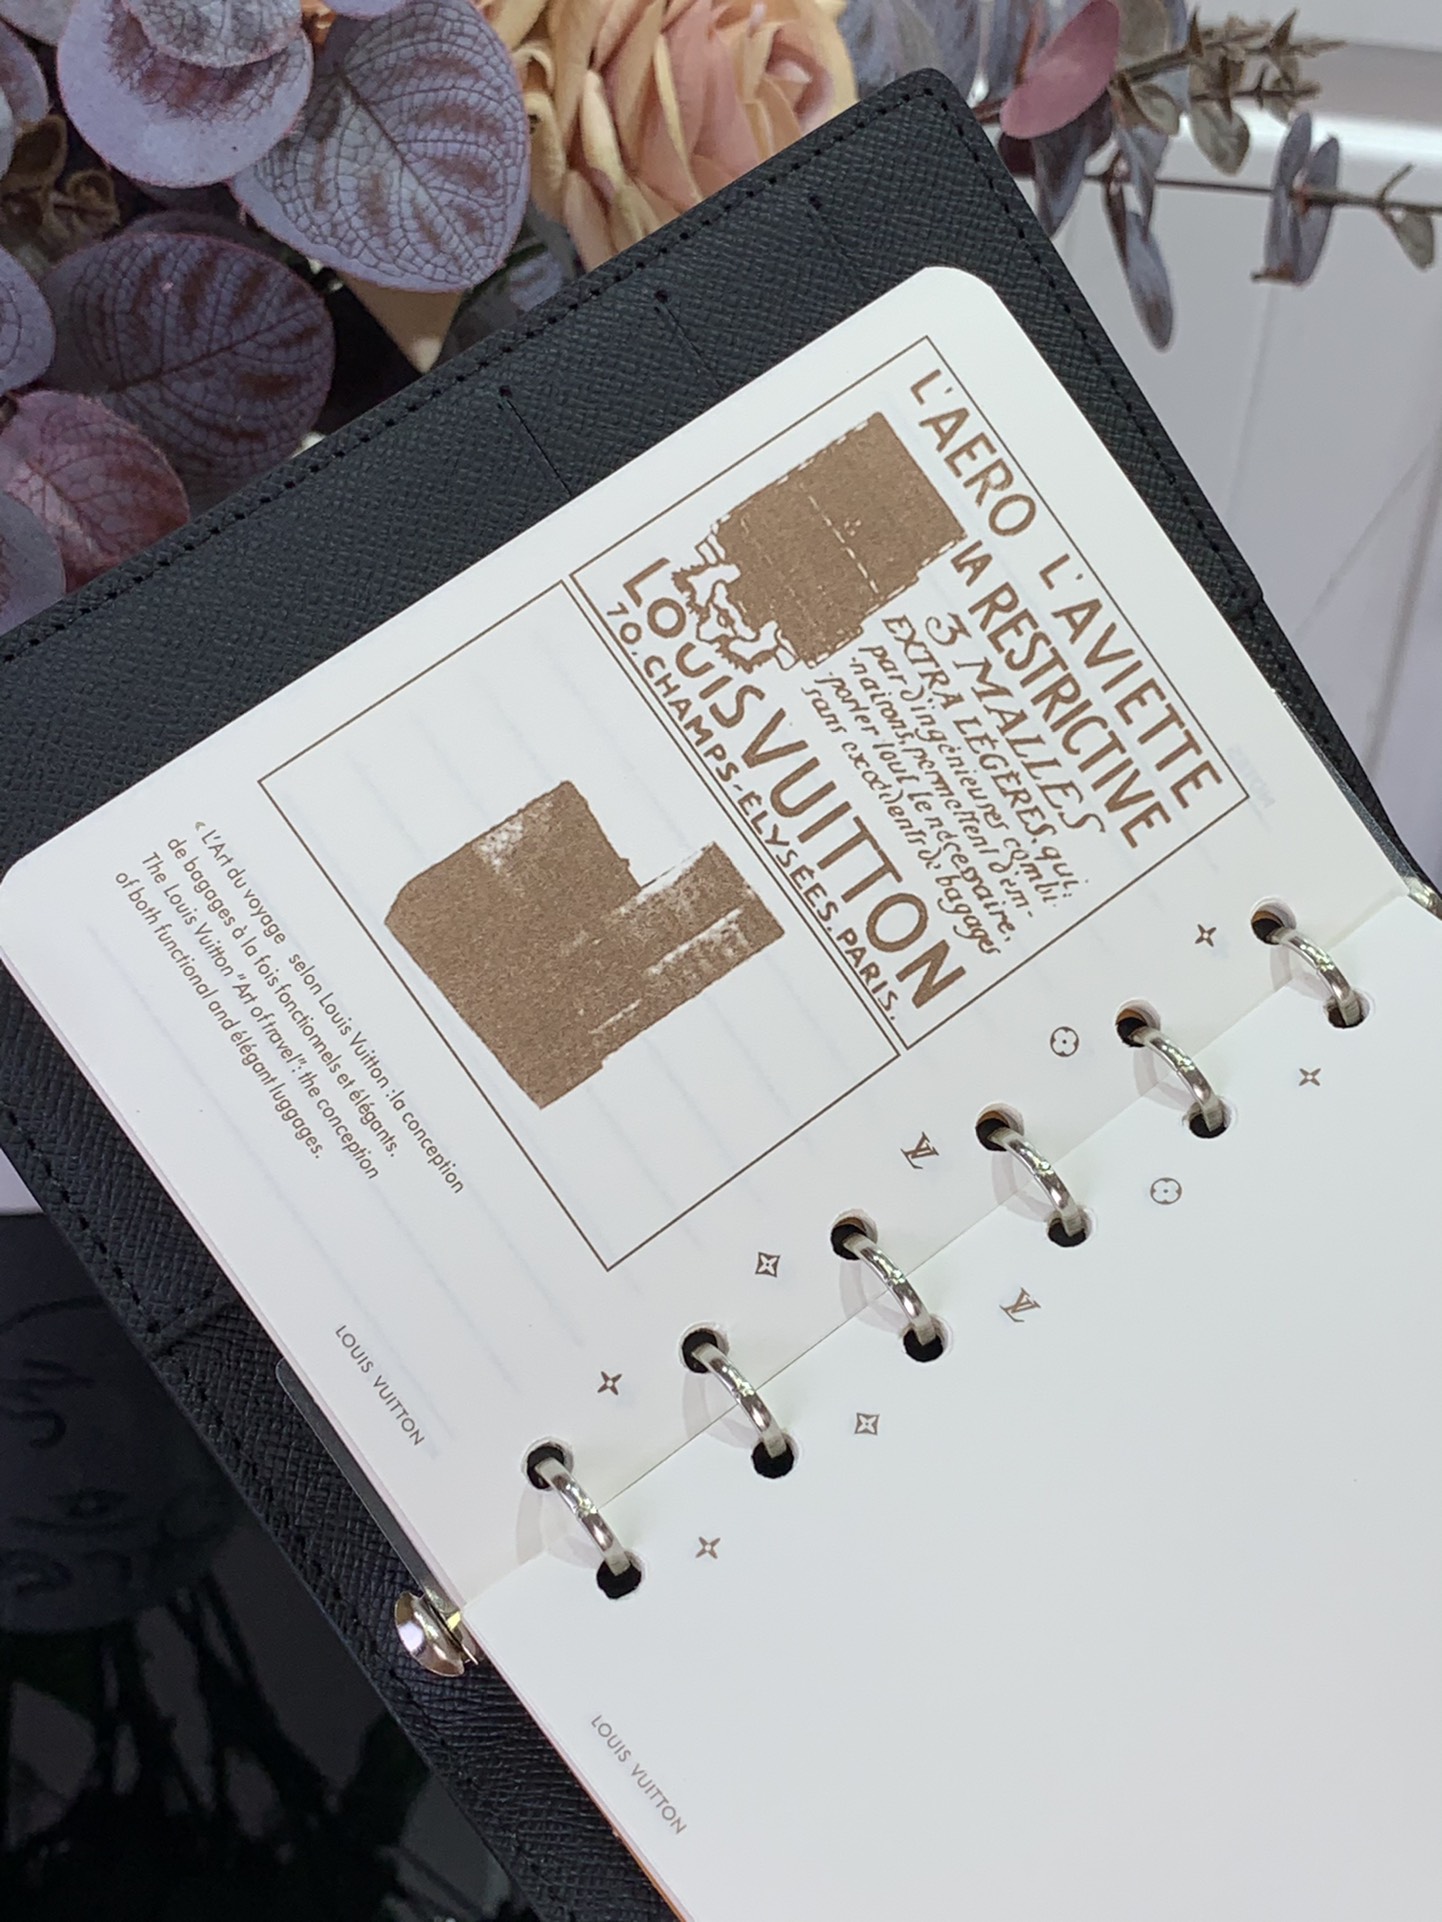 L'AERO L'AVIETTE
LA RESTRICTIVE
3 MALLES
EXTRA LÉGÈRES, qui,
par d'ingénieuses combi-
-naisons, permettent d'em-
-porter tout le nécessaire,
sans excédents de bagages
LOUIS VUITTON
70, CHAMPS-ÉLYSÉES, PARIS.
« L'Art du voyage selon Louis Vuitton : la conception
de bagages à la fois fonctionnels et élégants.
The Louis Vuitton "Art of travel": the conception
of both functional and élégant luggages.
LOUIS VUITTON
LV
LV
LOUIS VUITTON